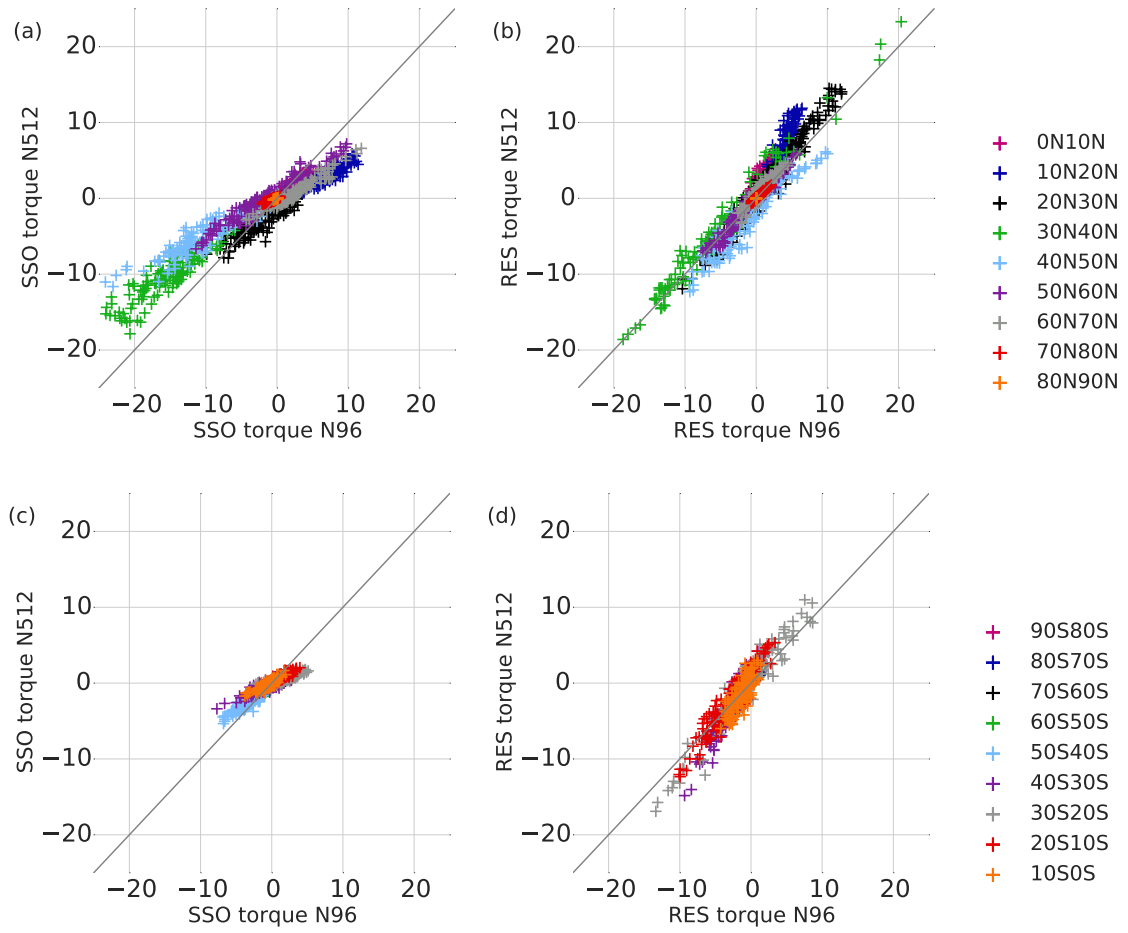 (a)
20
10
0
−10
−20
SSO torque N512
−20 −10 0 10 20
SSO torque N96
(b)
20
10
0
−10
−20
RES torque N512
−20 −10 0 10 20
RES torque N96
0N10N
10N20N
20N30N
30N40N
40N50N
50N60N
60N70N
70N80N
80N90N
(c)
20
10
0
−10
−20
SSO torque N512
−20 −10 0 10 20
SSO torque N96
(d)
20
10
0
−10
−20
RES torque N512
−20 −10 0 10 20
RES torque N96
90S80S
80S70S
70S60S
60S50S
50S40S
40S30S
30S20S
20S10S
10S0S